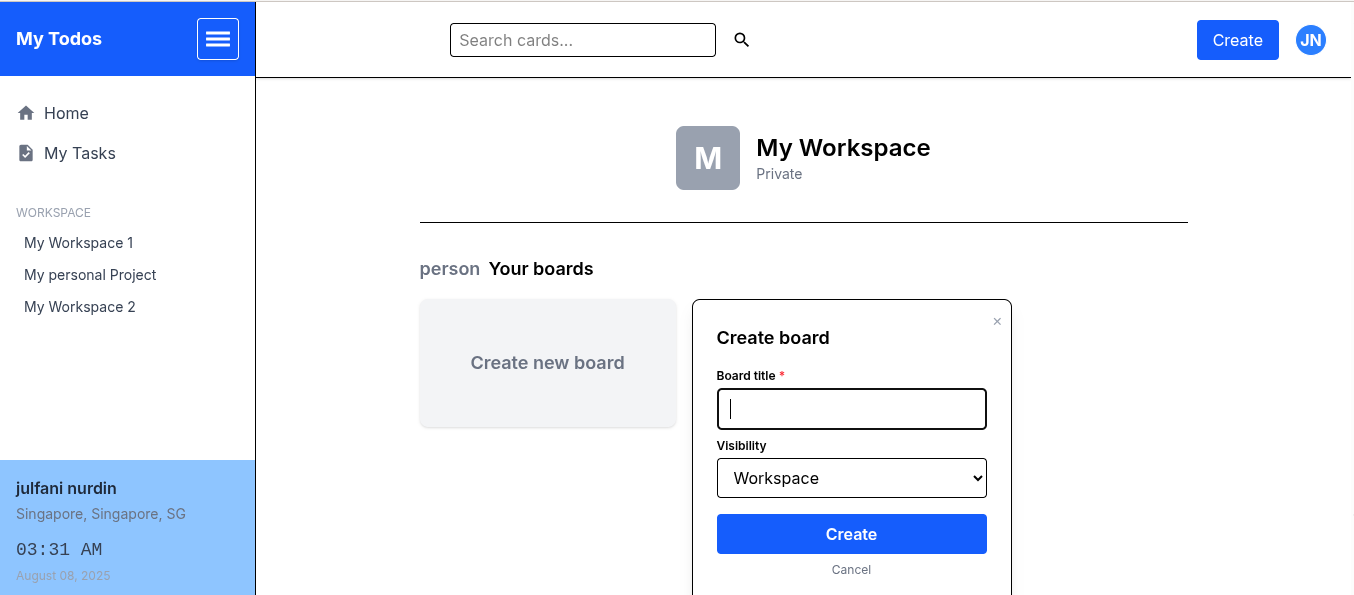 My Todos
Search cards...
Create
JN
Home
My Tasks
WORKSPACE
My Workspace 1
My personal Project
My Workspace 2
julfani nurdin
Singapore, Singapore, SG
03:31 AM
August 08, 2025
M
My Workspace
Private
person Your boards
Create new board
×
Create board
Board title *
Visibility
Workspace
Create
Cancel